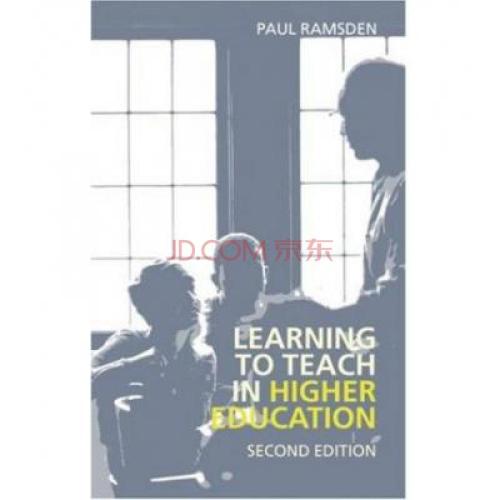 PAUL RAMSDEN
JD.COM 京东
LEARNING
TO TEACH
IN HIGHER
EDUCATION
SECOND EDITION